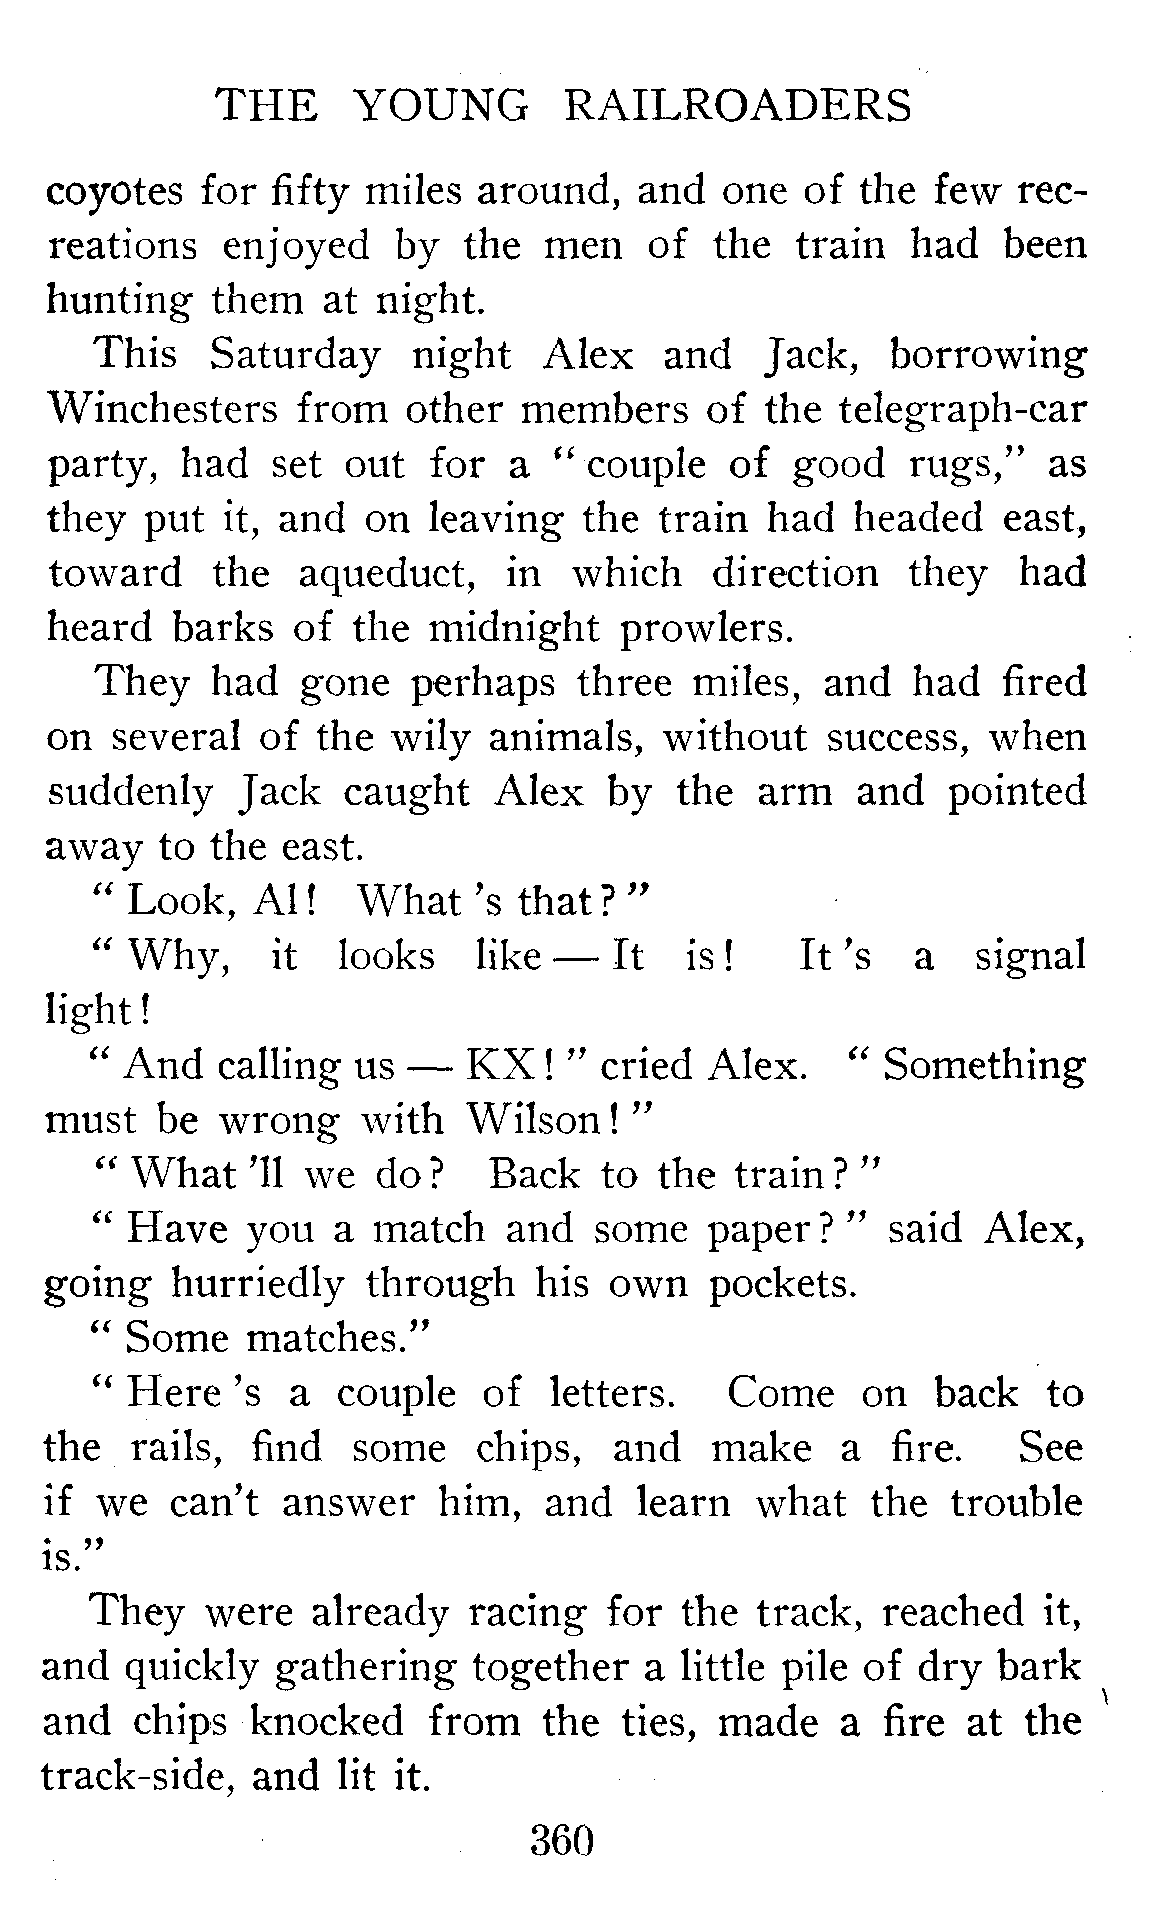 THE YOUNG RAILROADERS
coyotes for fifty miles around, and one of the few rec-
reations enjoyed by the men of the train had been
hunting them at night.
This Saturday night Alex and Jack, borrowing
Winchesters from other members of the telegraph-car
party, had set out for a " couple of good rugs," as
they put it, and on leaving the train had headed east,
toward the aqueduct, in which direction they had
heard barks of the midnight prowlers.
They had gone perhaps three miles, and had fired
on several of the wily animals, without success, when
suddenly Jack caught Alex by the arm and pointed
away to the east.
" Look, Al! What 's that? "
" Why, it looks like — It is! It 's a signal
light!
" And calling us — KX! " cried Alex. " Something
must be wrong with Wilson! "
" What 'll we do? Back to the train? "
" Have you a match and some paper? " said Alex,
going hurriedly through his own pockets.
" Some matches."
" Here 's a couple of letters. Come on back to
the rails, find some chips, and make a fire. See
if we can't answer him, and learn what the trouble
is."
They were already racing for the track, reached it,
and quickly gathering together a little pile of dry bark
and chips knocked from the ties, made a fire at the
track-side, and lit it.
360